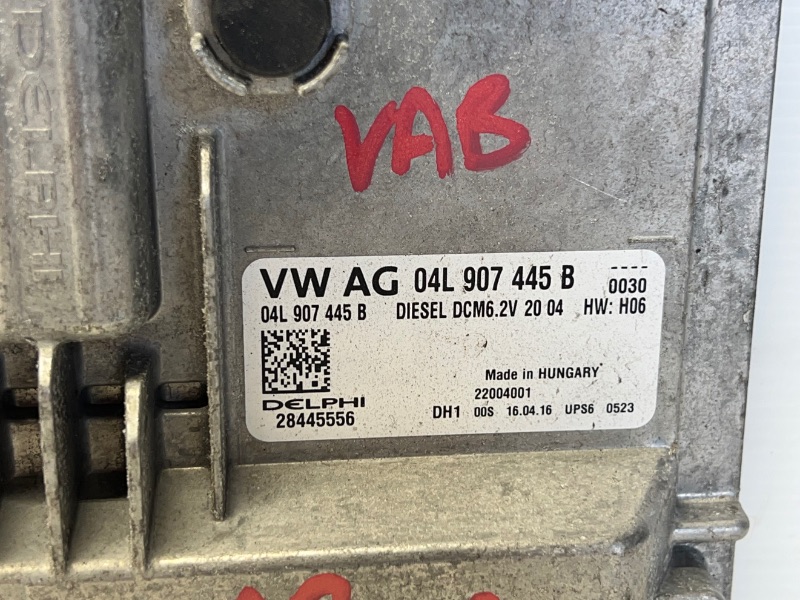 DELPHI
VAB
VW AG 04L 907 445 B ----
0030
04L 907 445 B DIESEL DCM6.2V 20 04 HW: H06
Made in HUNGARY
22004001
DELPHI
28445556 DH1 00S 16.04.16 UPS6 0523